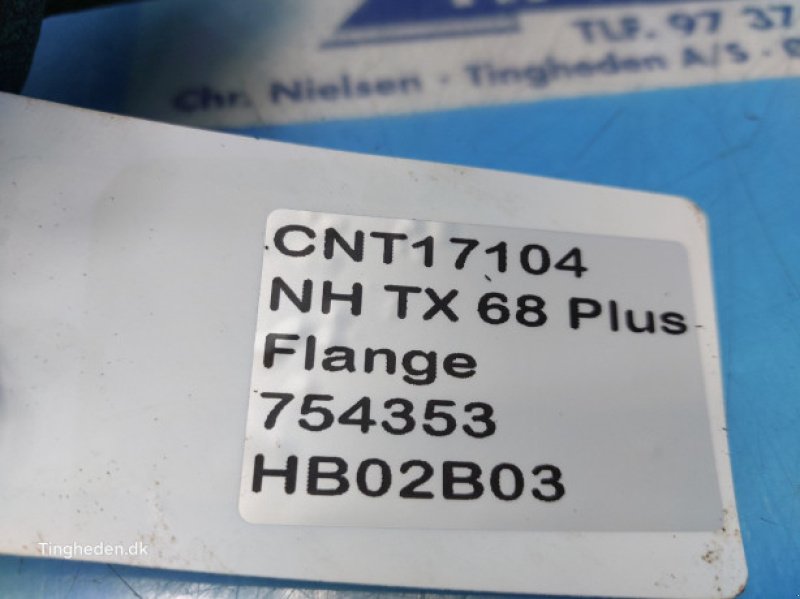 TLF. 97 37
Chr. Nielsen - Tingheden A/S -
CNT17104
NH TX 68 Plus
Flange
754353
HB02B03
Tingheden.dk